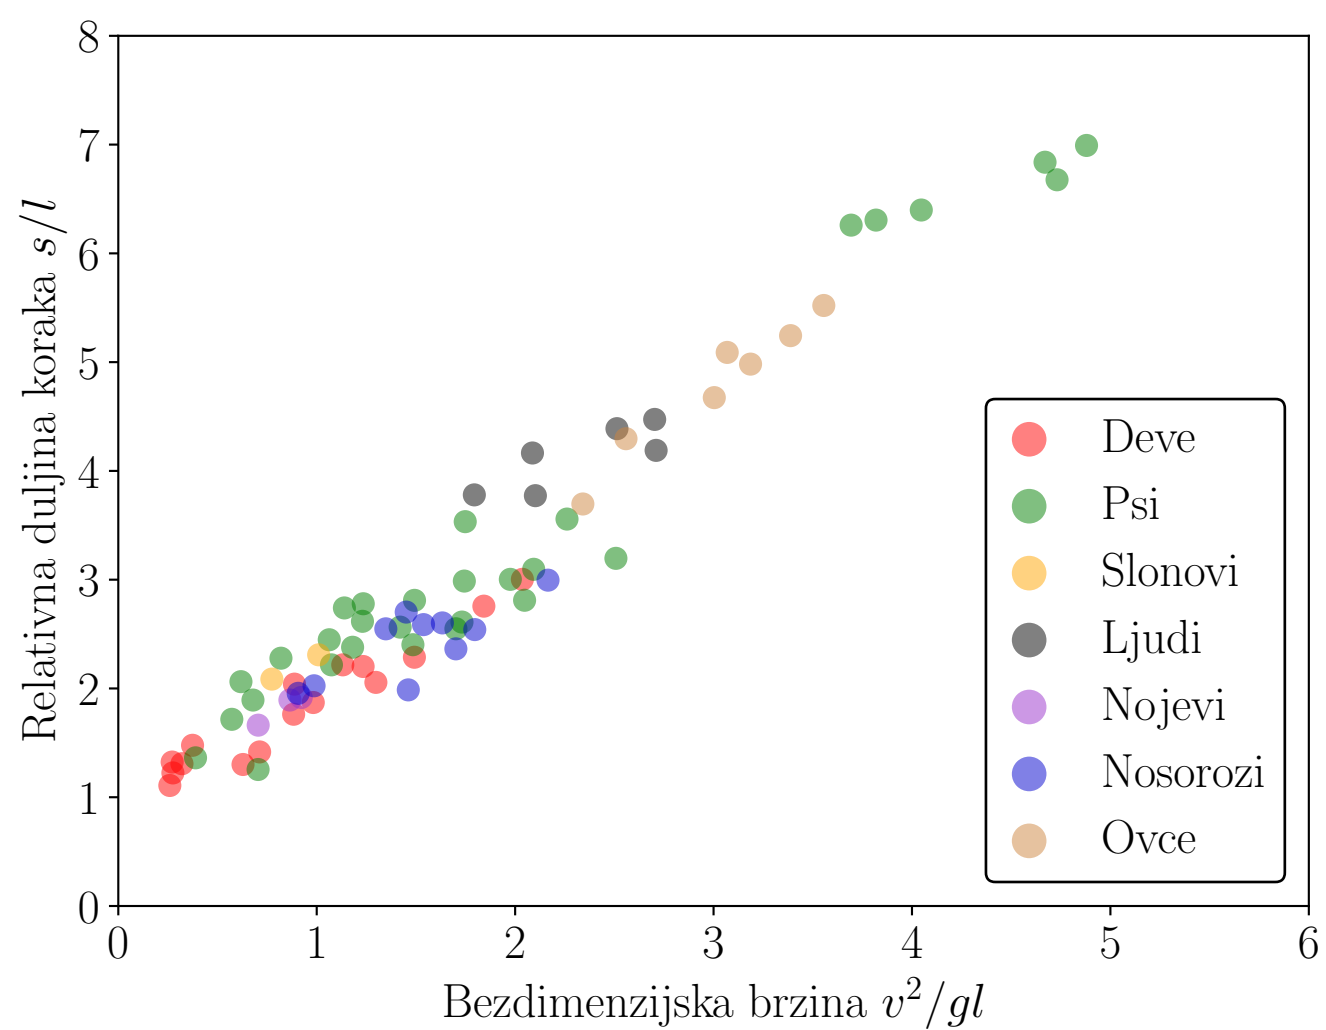 8
7
6
5
4
3
2
1
0
Relativna duljina koraka s/l
0 1 2 3 4 5 6
Bezdimenzijska brzina v²/gl
Deve
Psi
Slonovi
Ljudi
Nojevi
Nosorozi
Ovce